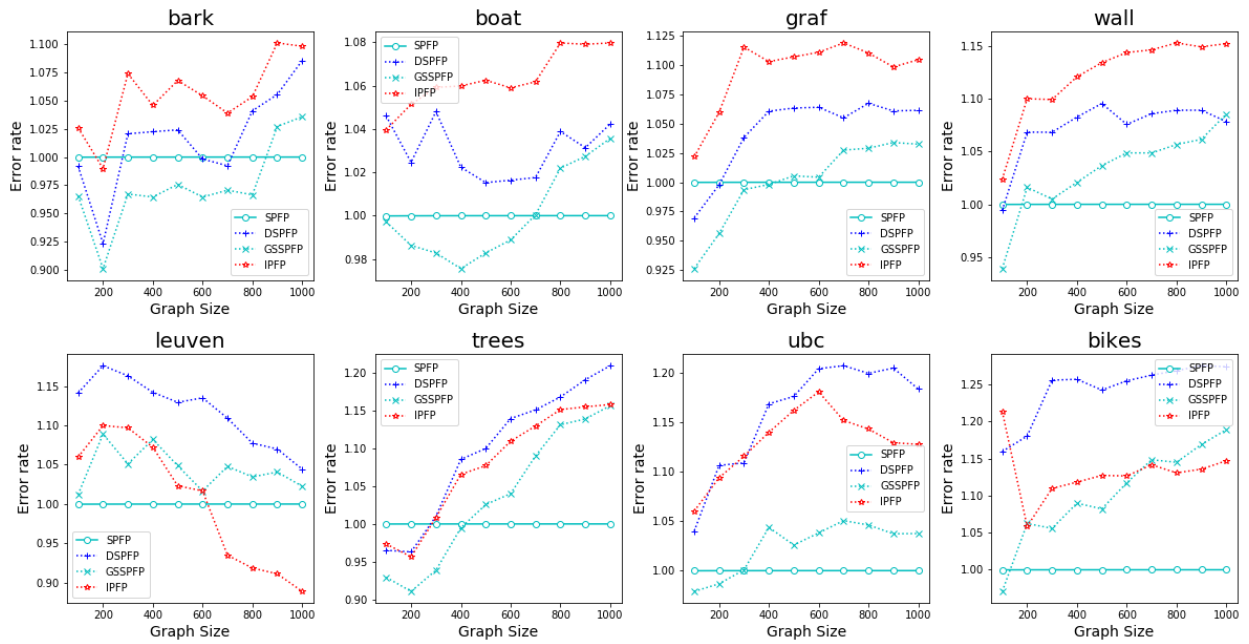 bark
Error rate
1.100
1.075
1.050
1.025
1.000
0.975
0.950
0.925
0.900
SPFP
DSPFP
GSSPFP
IPFP
200 400 600 800 1000
Graph Size
boat
Error rate
1.08
1.06
1.04
1.02
1.00
0.98
SPFP
DSPFP
GSSPFP
IPFP
200 400 600 800 1000
Graph Size
graf
Error rate
1.125
1.100
1.075
1.050
1.025
1.000
0.975
0.950
0.925
SPFP
DSPFP
GSSPFP
IPFP
200 400 600 800 1000
Graph Size
wall
Error rate
1.15
1.10
1.05
1.00
0.95
SPFP
DSPFP
GSSPFP
IPFP
200 400 600 800 1000
Graph Size
leuven
Error rate
1.15
1.10
1.05
1.00
0.95
0.90
SPFP
DSPFP
GSSPFP
IPFP
200 400 600 800 1000
Graph Size
trees
Error rate
1.20
1.15
1.10
1.05
1.00
0.95
0.90
SPFP
DSPFP
GSSPFP
IPFP
200 400 600 800 1000
Graph Size
ubc
Error rate
1.20
1.15
1.10
1.05
1.00
SPFP
DSPFP
GSSPFP
IPFP
200 400 600 800 1000
Graph Size
bikes
Error rate
1.25
1.20
1.15
1.10
1.05
1.00
SPFP
DSPFP
GSSPFP
IPFP
200 400 600 800 1000
Graph Size